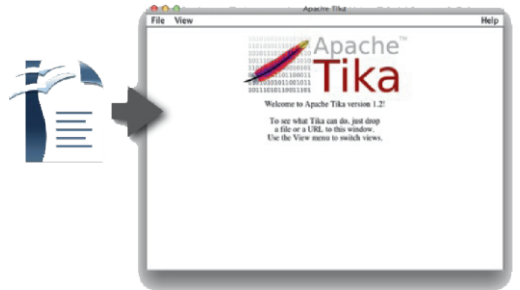 Apache Tika
File View Help
Apache™
Tika
Welcome to Apache Tika version 1.2!
To see what Tika can do, just drop
a file or a URL to this window.
Use the View menu to switch views.